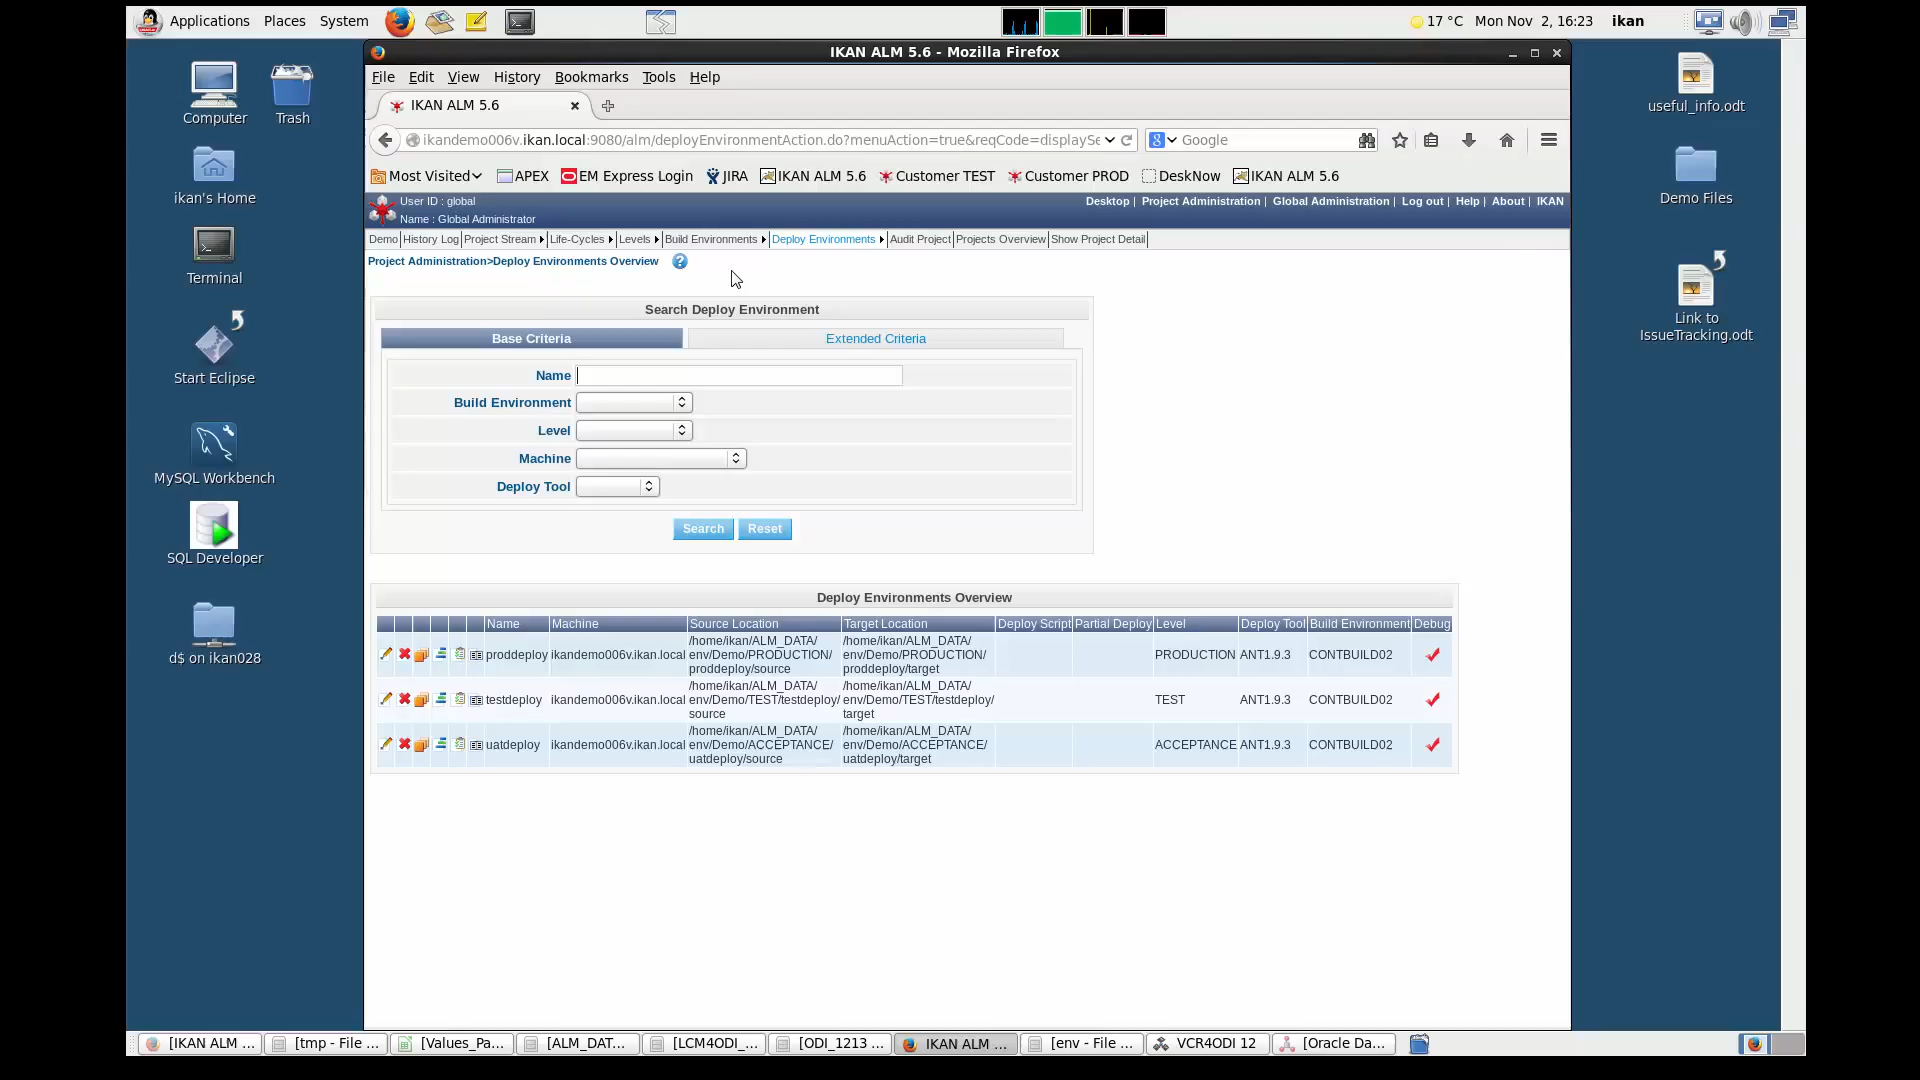 Applications Places System 17 °C Mon Nov 2, 16:23 ikan
IKAN ALM 5.6 - Mozilla Firefox
File Edit View History Bookmarks Tools Help
IKAN ALM 5.6
ikandemo006v.ikan.local:9080/alm/deployEnvironmentAction.do?menuAction=true&reqCode=displaySe Google
Most Visited APEX EM Express Login JIRA IKAN ALM 5.6 Customer TEST Customer PROD DeskNow IKAN ALM 5.6
User ID : global
Name : Global Administrator
Desktop | Project Administration | Global Administration | Log out | Help | About | IKAN
Demo History Log Project Stream Life-Cycles Levels Build Environments Deploy Environments Audit Project Projects Overview Show Project Detail
Project Administration>Deploy Environments Overview ?
Search Deploy Environment
Base Criteria Extended Criteria
Name
Build Environment
Level
Machine
Deploy Tool
Search Reset
Deploy Environments Overview
Name Machine Source Location Target Location Deploy Script Partial Deploy Level Deploy Tool Build Environment Debug
proddeploy ikandemo006v.ikan.local /home/ikan/ALM_DATA/ env/Demo/PRODUCTION/ proddeploy/source /home/ikan/ALM_DATA/ env/Demo/PRODUCTION/ proddeploy/target PRODUCTION ANT1.9.3 CONTBUILD02
testdeploy ikandemo006v.ikan.local /home/ikan/ALM_DATA/ env/Demo/TEST/testdeploy/ source /home/ikan/ALM_DATA/ env/Demo/TEST/testdeploy/ target TEST ANT1.9.3 CONTBUILD02
uatdeploy ikandemo006v.ikan.local /home/ikan/ALM_DATA/ env/Demo/ACCEPTANCE/ uatdeploy/source /home/ikan/ALM_DATA/ env/Demo/ACCEPTANCE/ uatdeploy/target ACCEPTANCE ANT1.9.3 CONTBUILD02
Computer
Trash
ikan's Home
Terminal
Start Eclipse
MySQL Workbench
SQL Developer
d$ on ikan028
useful_info.odt
Demo Files
Link to
IssueTracking.odt
[IKAN ALM ... [tmp - File ... [Values_Pa... [ALM_DAT... [LCM4ODI_... [ODI_1213 ... IKAN ALM ... [env - File ... VCR4ODI 12 [Oracle Da...